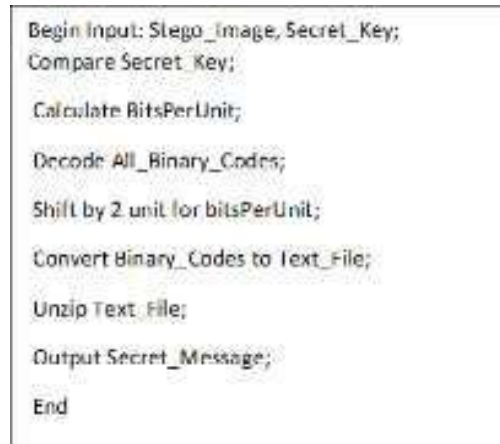 Begin Input: Stego_Image, Secret_Key;
Compare Secret_Key;
Calculate BitsPerUnit;
Decode All_Binary_Codes;
Shift by 2 unit for bitsPerUnit;
Convert Binary_Codes to Text_File;
Unzip Text_File;
Output Secret_Message;
End